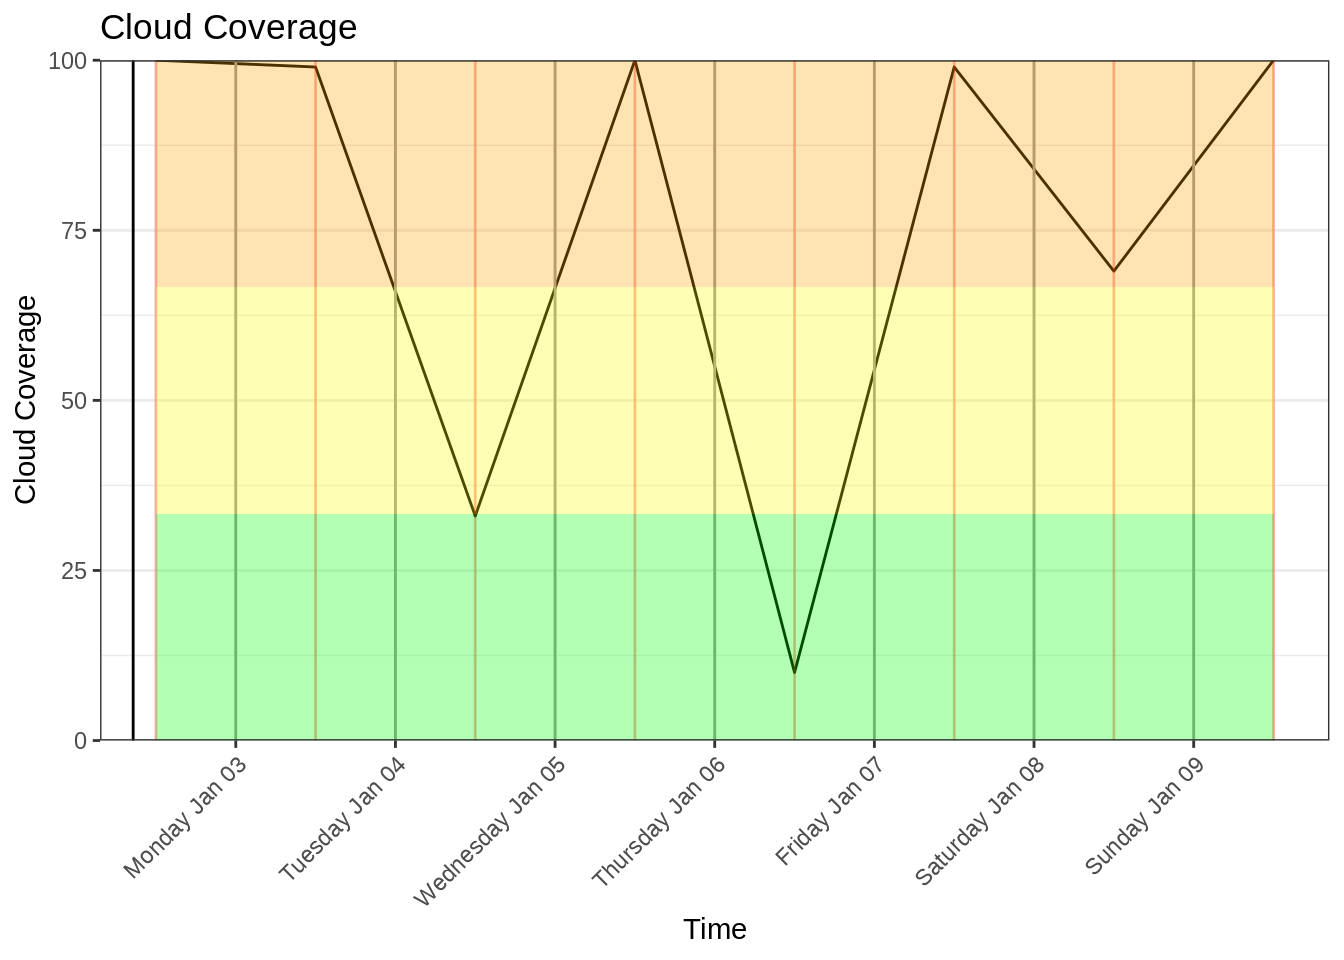 Cloud Coverage
Cloud Coverage
100
75
50
25
0
Monday Jan 03
Tuesday Jan 04
Wednesday Jan 05
Thursday Jan 06
Friday Jan 07
Saturday Jan 08
Sunday Jan 09
Time